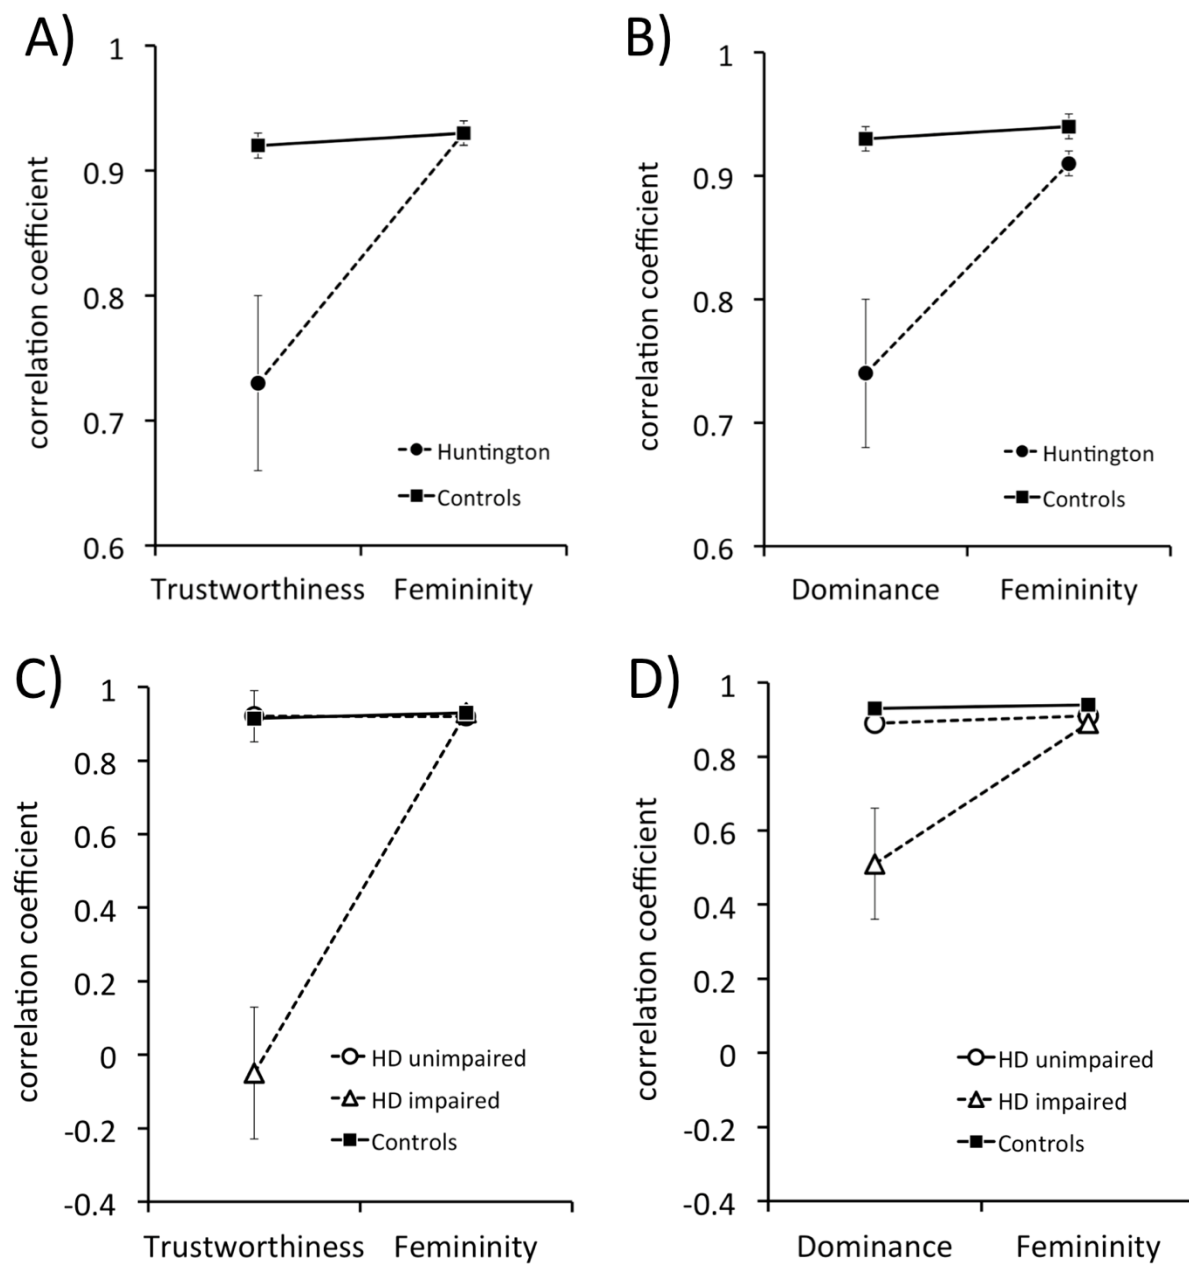 A)
1
0.9
0.8
0.7
0.6
correlation coefficient
Huntington
Controls
Trustworthiness Femininity
B)
1
0.9
0.8
0.7
0.6
correlation coefficient
Huntington
Controls
Dominance Femininity
C)
1
0.8
0.6
0.4
0.2
0
-0.2
-0.4
correlation coefficient
HD unimpaired
HD impaired
Controls
Trustworthiness Femininity
D)
1
0.8
0.6
0.4
0.2
0
-0.2
-0.4
correlation coefficient
HD unimpaired
HD impaired
Controls
Dominance Femininity